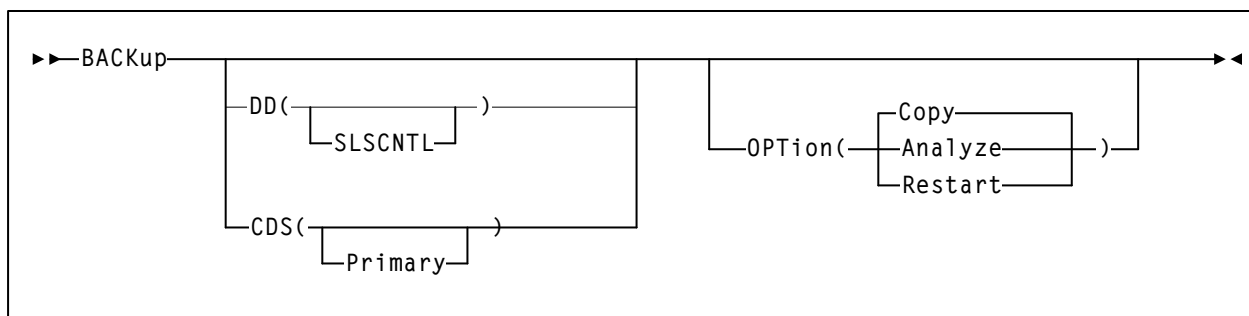 BACKup
DD( )
SLSCNTL
CDS( )
Primary
OPTion( )
Copy
Analyze
Restart